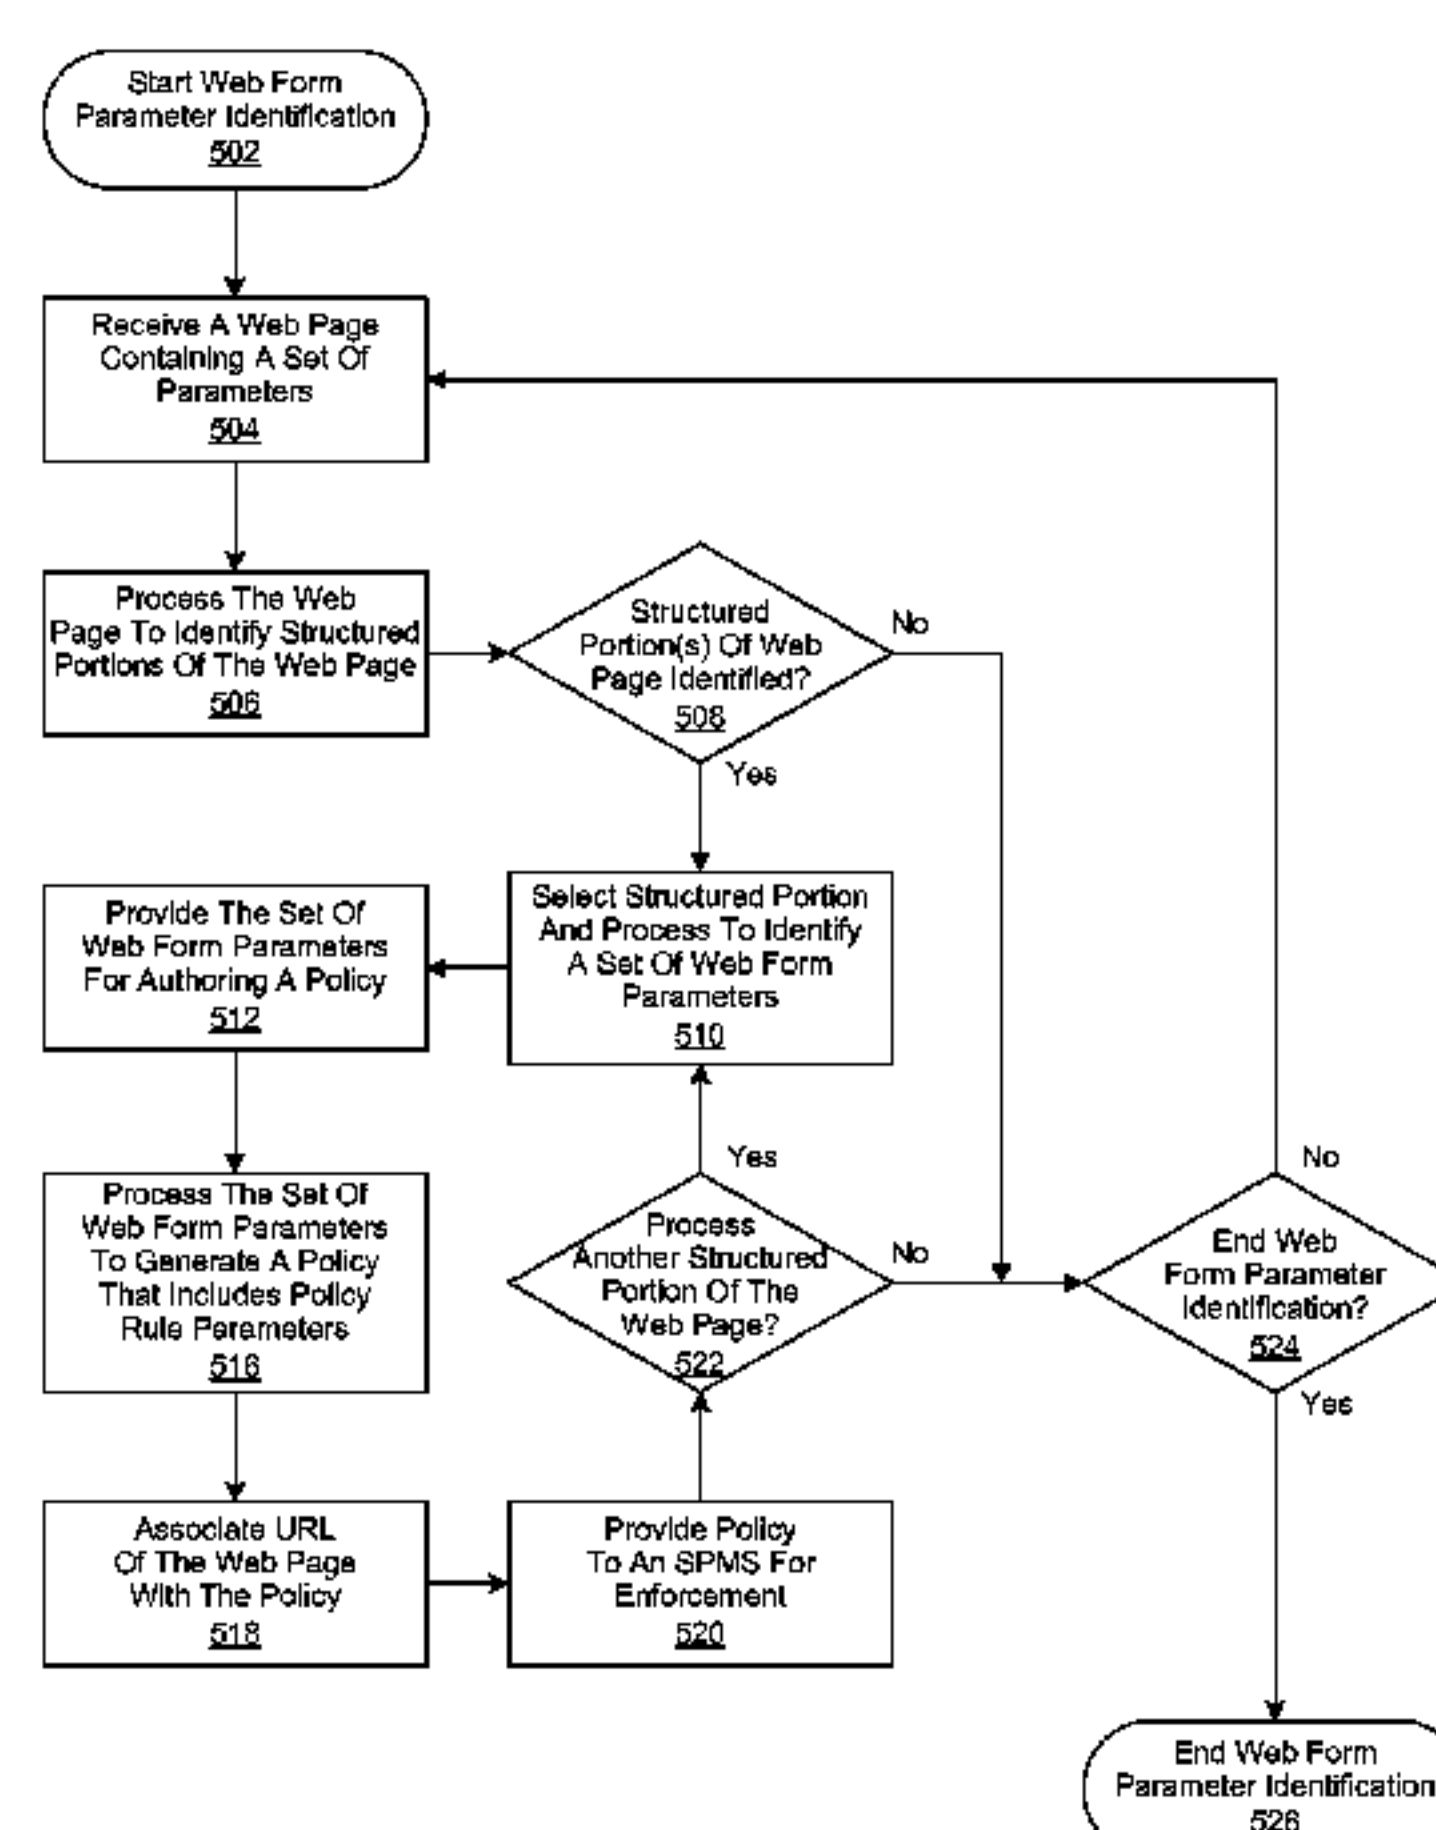 Start Web Form
Parameter Identification
502
Receive A Web Page
Containing A Set Of
Parameters
504
Process The Web
Page To Identify Structured
Portions Of The Web Page
506
Structured
Portion(s) Of Web
Page Identified?
508
No
Yes
Provide The Set Of
Web Form Parameters
For Authoring A Policy
512
Select Structured Portion
And Process To Identify
A Set Of Web Form
Parameters
510
Process The Set Of
Web Form Parameters
To Generate A Policy
That Includes Policy
Rule Parameters
516
Yes
Process
Another Structured
Portion Of The
Web Page?
522
No
No
End Web
Form Parameter
Identification?
524
Yes
Associate URL
Of The Web Page
With The Policy
518
Provide Policy
To An SPMS For
Enforcement
520
End Web Form
Parameter Identification
526